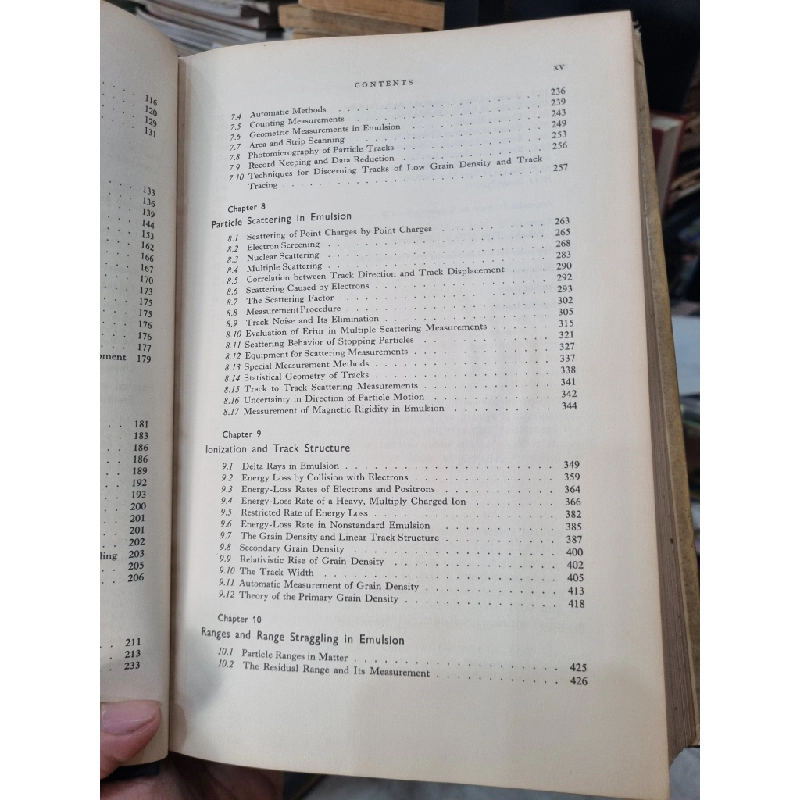 116
126
129
131
133
136
139
144
153
162
166
167
170
173
175
175
176
176
177
179
181
183
186
186
189
192
193
200
201
201
202
203
205
206
211
213
233
xv
CONTENTS
7.4 Automatic Methods . . . 236
7.5 Counting Measurements . . . 239
7.6 Geometric Measurements in Emulsion . . . 243
7.7 Area and Strip Scanning . . . 249
7.8 Photomicrography of Particle Tracks . . . 253
7.9 Record Keeping and Data Reduction . . . 256
7.10 Techniques for Discerning Tracks of Low Grain Density and Track
Tracing . . . 257
Chapter 8
Particle Scattering in Emulsion
8.1 Scattering of Point Charges by Point Charges . . . 263
8.2 Electron Screening . . . 265
8.3 Nuclear Scattering . . . 268
8.4 Multiple Scattering . . . 283
8.5 Correlation between Track Direction and Track Displacement . . . 290
8.6 Scattering Caused by Electrons . . . 292
8.7 The Scattering Factor . . . 293
8.8 Measurement Procedure . . . 302
8.9 Track Noise and Its Elimination . . . 305
8.10 Evaluation of Error in Multiple Scattering Measurements . . . 315
8.11 Scattering Behavior of Stopping Particles . . . 321
8.12 Equipment for Scattering Measurements . . . 327
8.13 Special Measurement Methods . . . 337
8.14 Statistical Geometry of Tracks . . . 338
8.15 Track to Track Scattering Measurements . . . 341
8.16 Uncertainty in Direction of Particle Motion . . . 342
8.17 Measurement of Magnetic Rigidity in Emulsion . . . 344
Chapter 9
Ionization and Track Structure
9.1 Delta Rays in Emulsion . . . 349
9.2 Energy Loss by Collision with Electrons . . . 359
9.3 Energy-Loss Rates of Electrons and Positrons . . . 364
9.4 Energy-Loss Rate of a Heavy, Multiply Charged Ion . . . 366
9.5 Restricted Rate of Energy Loss . . . 382
9.6 Energy-Loss Rate in Nonstandard Emulsion . . . 385
9.7 The Grain Density and Linear Track Structure . . . 387
9.8 Secondary Grain Density . . . 400
9.9 Relativistic Rise of Grain Density . . . 402
9.10 The Track Width . . . 405
9.11 Automatic Measurement of Grain Density . . . 413
9.12 Theory of the Primary Grain Density . . . 418
Chapter 10
Ranges and Range Straggling in Emulsion
10.1 Particle Ranges in Matter . . . 425
10.2 The Residual Range and Its Measurement . . . 426